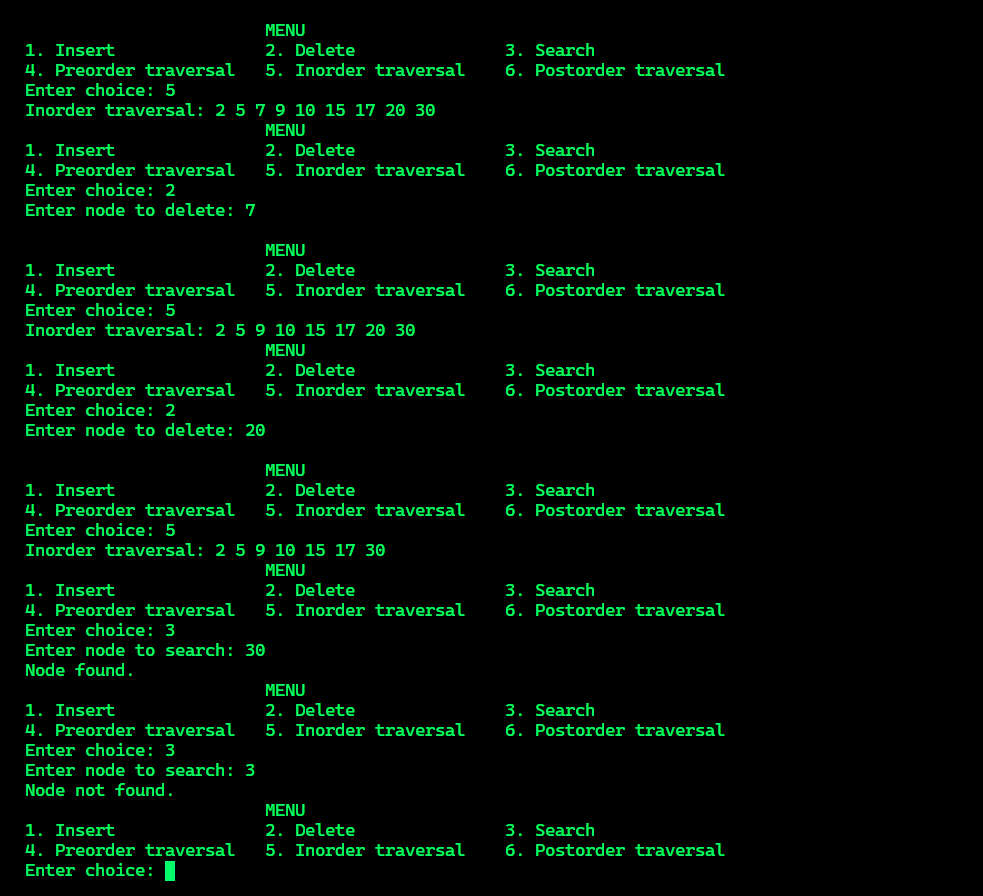 MENU
1. Insert 2. Delete 3. Search
4. Preorder traversal 5. Inorder traversal 6. Postorder traversal
Enter choice: 5
Inorder traversal: 2 5 7 9 10 15 17 20 30
MENU
1. Insert 2. Delete 3. Search
4. Preorder traversal 5. Inorder traversal 6. Postorder traversal
Enter choice: 2
Enter node to delete: 7
MENU
1. Insert 2. Delete 3. Search
4. Preorder traversal 5. Inorder traversal 6. Postorder traversal
Enter choice: 5
Inorder traversal: 2 5 9 10 15 17 20 30
MENU
1. Insert 2. Delete 3. Search
4. Preorder traversal 5. Inorder traversal 6. Postorder traversal
Enter choice: 2
Enter node to delete: 20
MENU
1. Insert 2. Delete 3. Search
4. Preorder traversal 5. Inorder traversal 6. Postorder traversal
Enter choice: 5
Inorder traversal: 2 5 9 10 15 17 30
MENU
1. Insert 2. Delete 3. Search
4. Preorder traversal 5. Inorder traversal 6. Postorder traversal
Enter choice: 3
Enter node to search: 30
Node found.
MENU
1. Insert 2. Delete 3. Search
4. Preorder traversal 5. Inorder traversal 6. Postorder traversal
Enter choice: 3
Enter node to search: 3
Node not found.
MENU
1. Insert 2. Delete 3. Search
4. Preorder traversal 5. Inorder traversal 6. Postorder traversal
Enter choice: